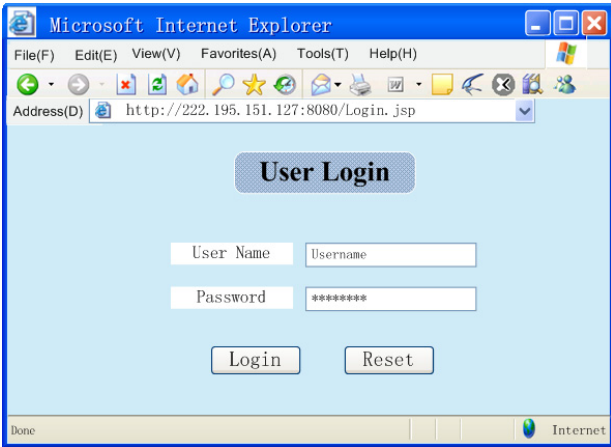 Microsoft Internet Explorer
File(F) Edit(E) View(V) Favorites(A) Tools(T) Help(H)
W
Address(D) http://222.195.151.127:8080/Login.jsp
User Login
User Name Username
Password ********
Login Reset
Done Internet